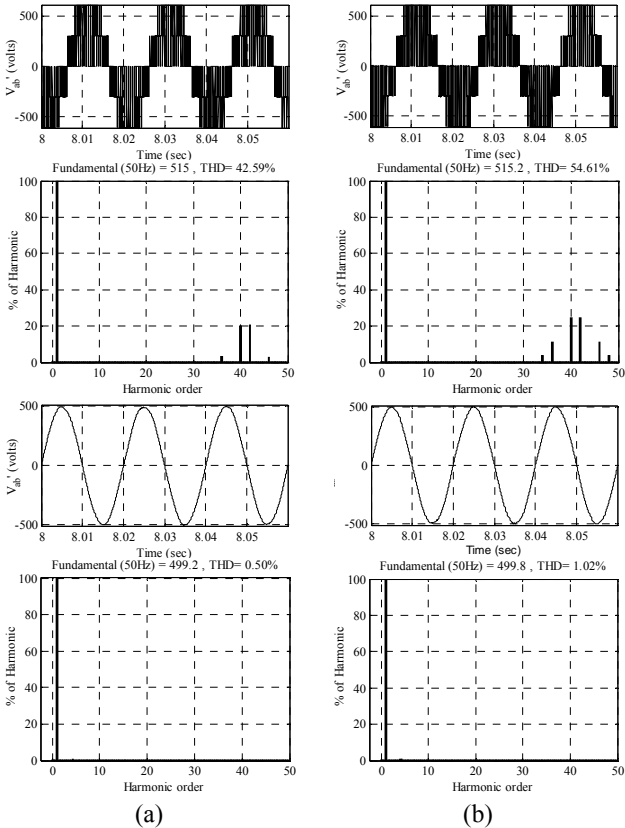 500
0
-500
V_ab' (volts)
8 8.01 8.02 8.03 8.04 8.05
Time (sec)
Fundamental (50Hz) = 515 , THD= 42.59%
100
80
60
40
20
0
% of Harmonic
0 10 20 30 40 50
Harmonic order
500
0
-500
V_ab' (volts)
8 8.01 8.02 8.03 8.04 8.05
Time (sec)
Fundamental (50Hz) = 499.2 , THD= 0.50%
100
80
60
40
20
0
% of Harmonic
0 10 20 30 40 50
Harmonic order
(a)
500
0
-500
V_ab' (volts)
8 8.01 8.02 8.03 8.04 8.05
Time (sec)
Fundamental (50Hz) = 515.2 , THD= 54.61%
100
80
60
40
20
0
% of Harmonic
0 10 20 30 40 50
Harmonic order
500
0
-500
8 8.01 8.02 8.03 8.04 8.05
Time (sec)
Fundamental (50Hz) = 499.8 , THD= 1.02%
100
80
60
40
20
0
% of Harmonic
0 10 20 30 40 50
Harmonic order
(b)